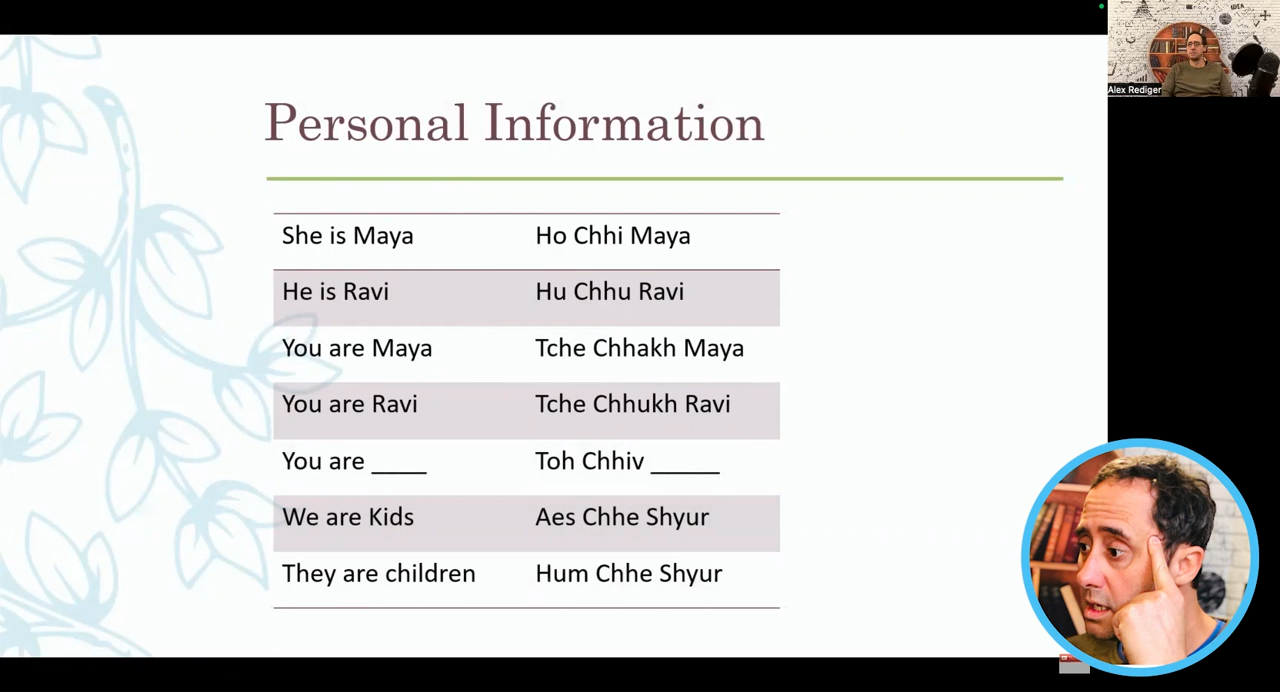 Alex Rediger
Personal Information
She is Maya Ho Chhi Maya
He is Ravi Hu Chhu Ravi
You are Maya Tche Chhakh Maya
You are Ravi Tche Chhukh Ravi
You are ____ Toh Chhiv _____
We are Kids Aes Chhe Shyur
They are children Hum Chhe Shyur